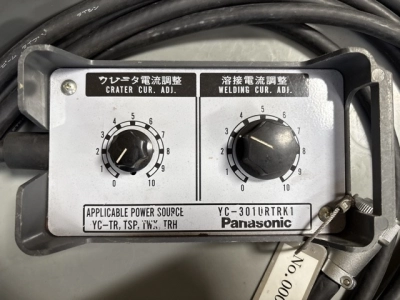 クレータ電流調整
CRATER CUR. ADJ.
溶接電流調整
WELDING CUR. ADJ.
0 1 2 3 4 5 6 7 8 9 10
0 1 2 3 4 5 6 7 8 9 10
APPLICABLE POWER SOURCE
YC-TR, TSP, TWX, TRH
YC-301URTRK1
Panasonic
No. 000